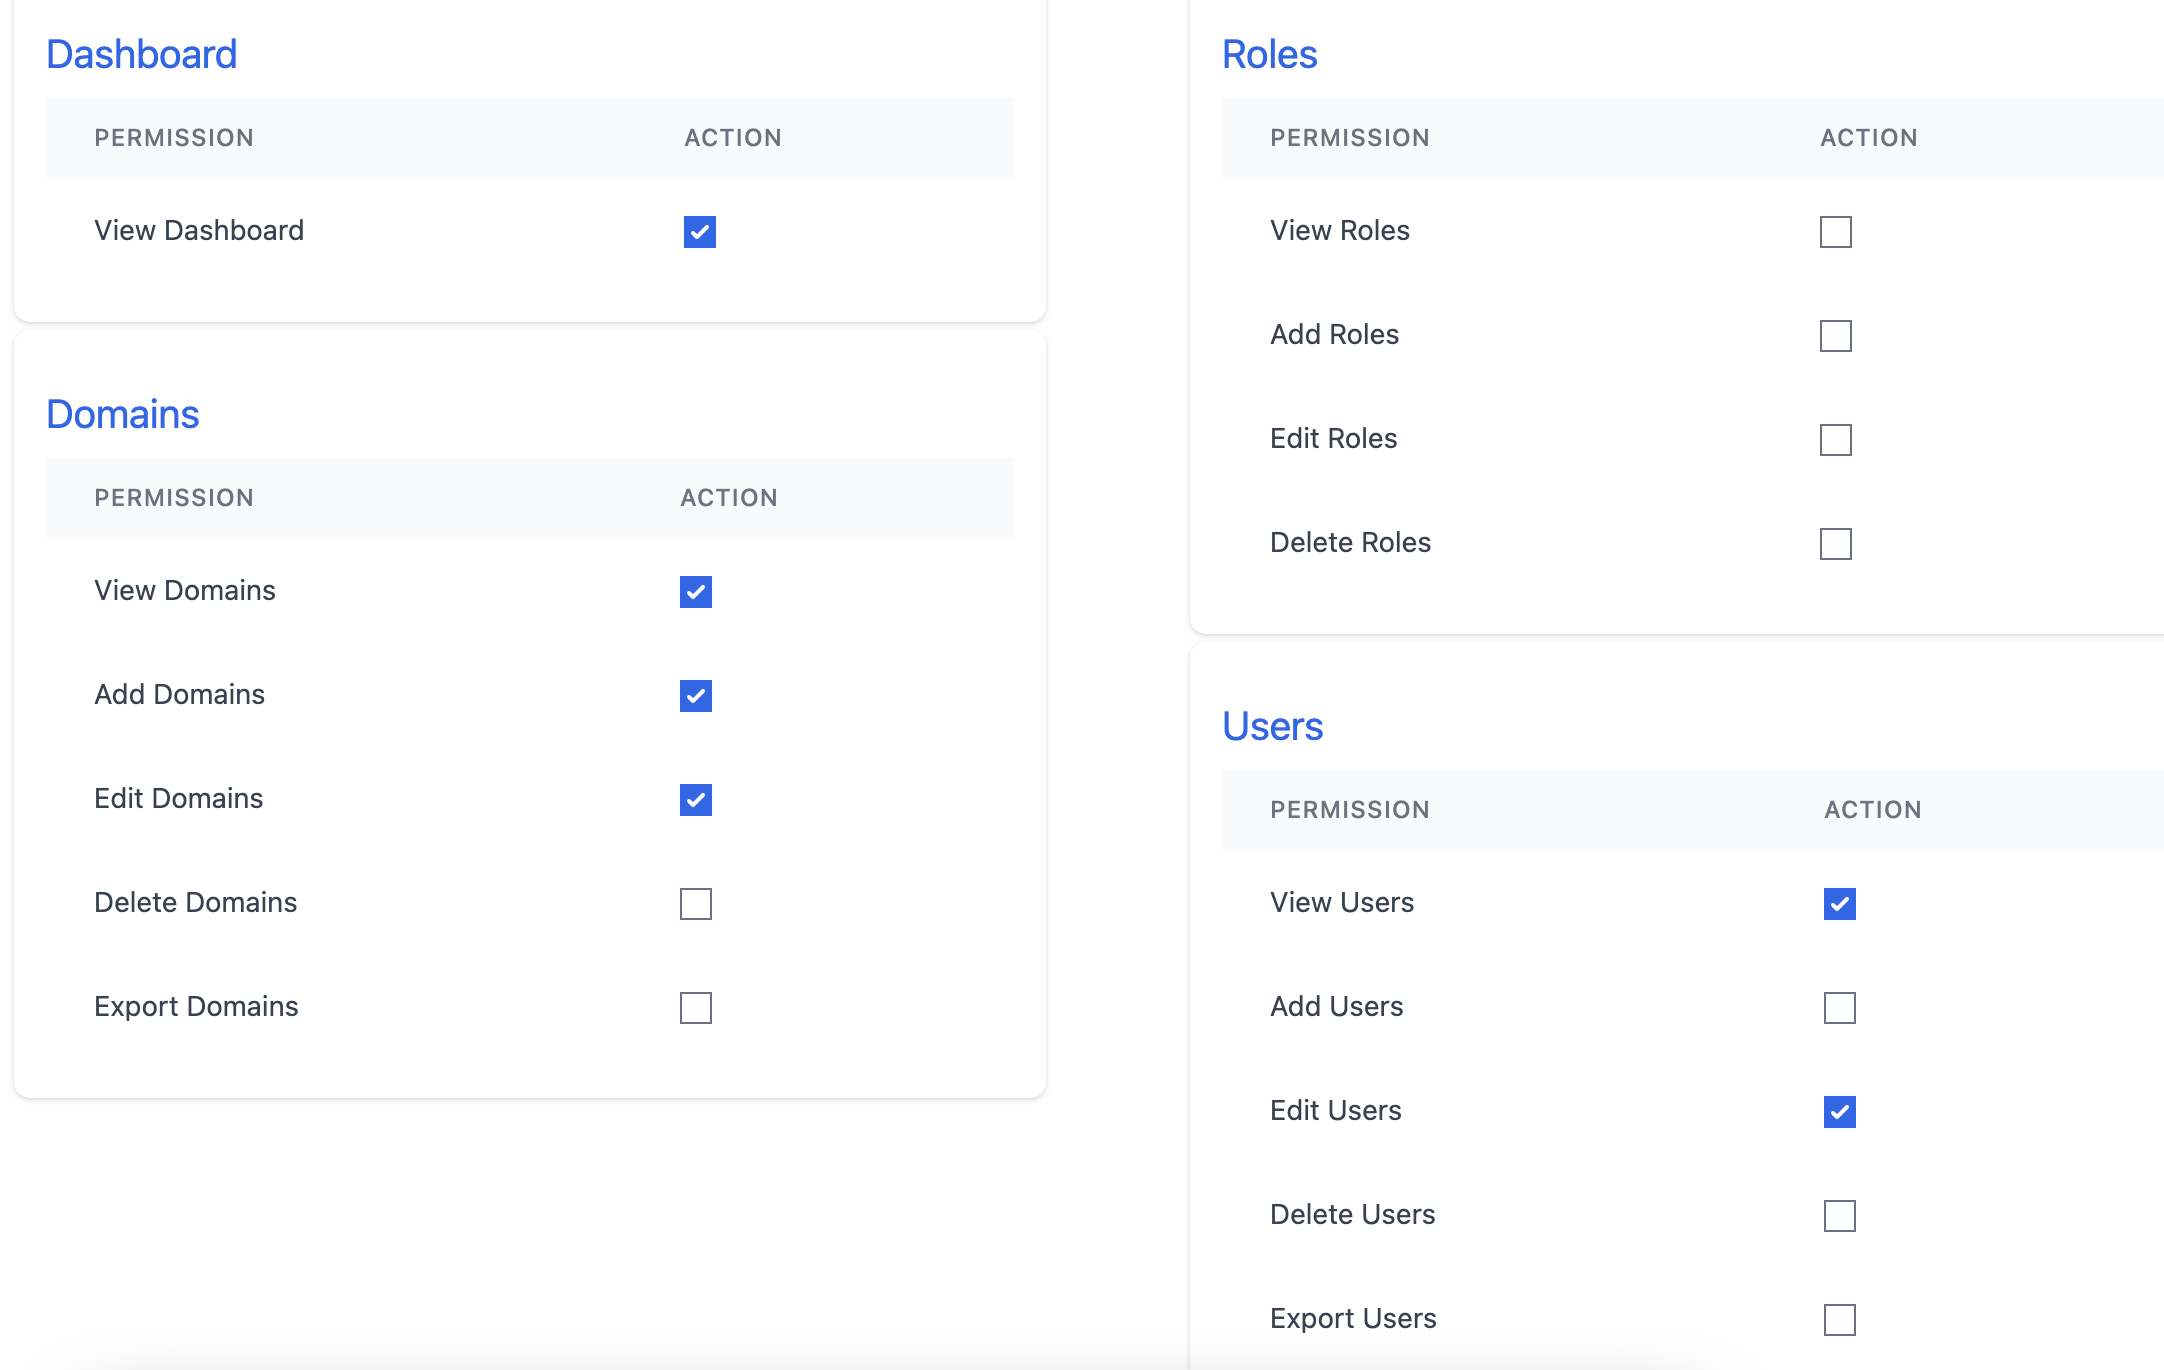 Dashboard
PERMISSION ACTION
View Dashboard
Domains
PERMISSION ACTION
View Domains
Add Domains
Edit Domains
Delete Domains
Export Domains
Roles
PERMISSION ACTION
View Roles
Add Roles
Edit Roles
Delete Roles
Users
PERMISSION ACTION
View Users
Add Users
Edit Users
Delete Users
Export Users